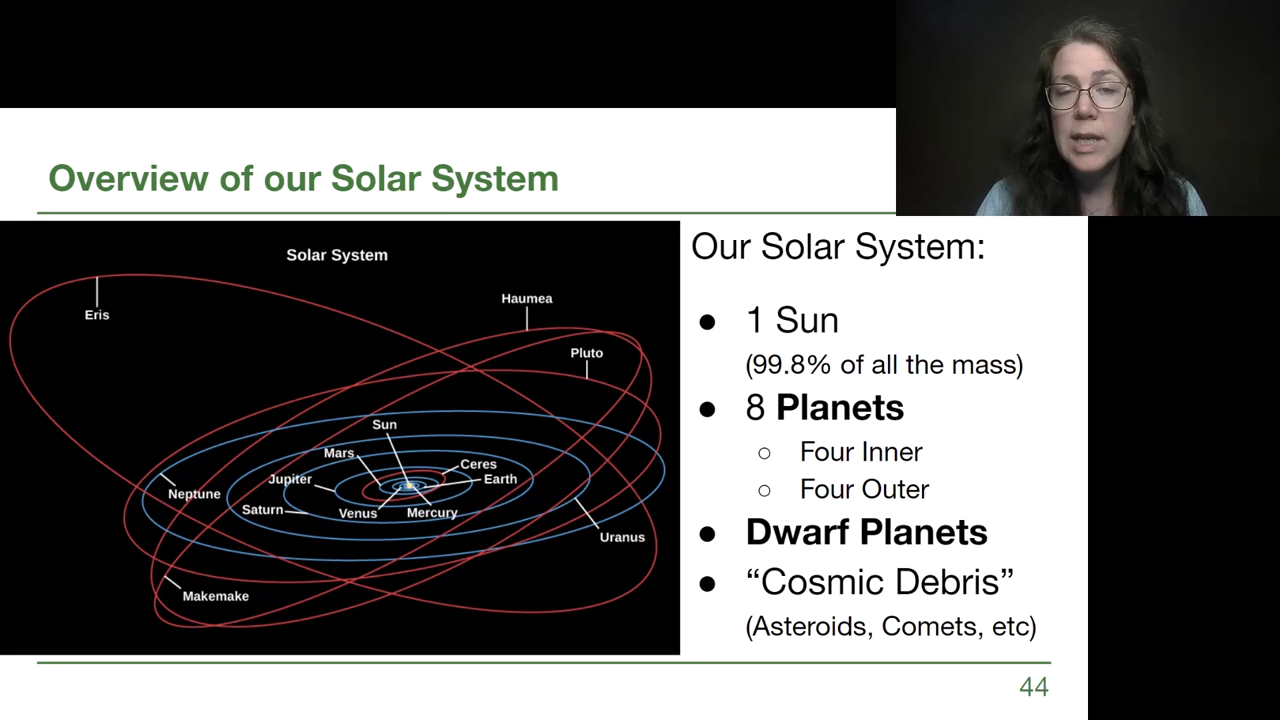 Overview of our Solar System
Solar System
Eris
Haumea
Pluto
Sun
Mars
Ceres
Jupiter
Earth
Neptune
Saturn
Venus
Mercury
Uranus
Makemake
Our Solar System:
● 1 Sun
(99.8% of all the mass)
● 8 Planets
○ Four Inner
○ Four Outer
● Dwarf Planets
● “Cosmic Debris”
(Asteroids, Comets, etc)
44